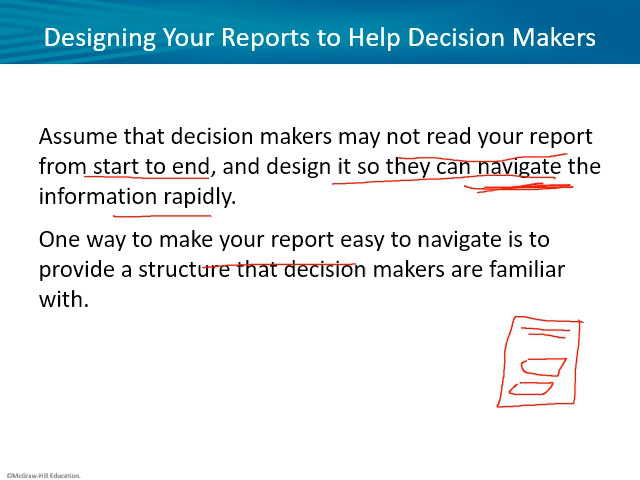 Designing Your Reports to Help Decision Makers
Assume that decision makers may not read your report
from start to end, and design it so they can navigate the
information rapidly.
One way to make your report easy to navigate is to
provide a structure that decision makers are familiar
with.
©McGraw-Hill Education.